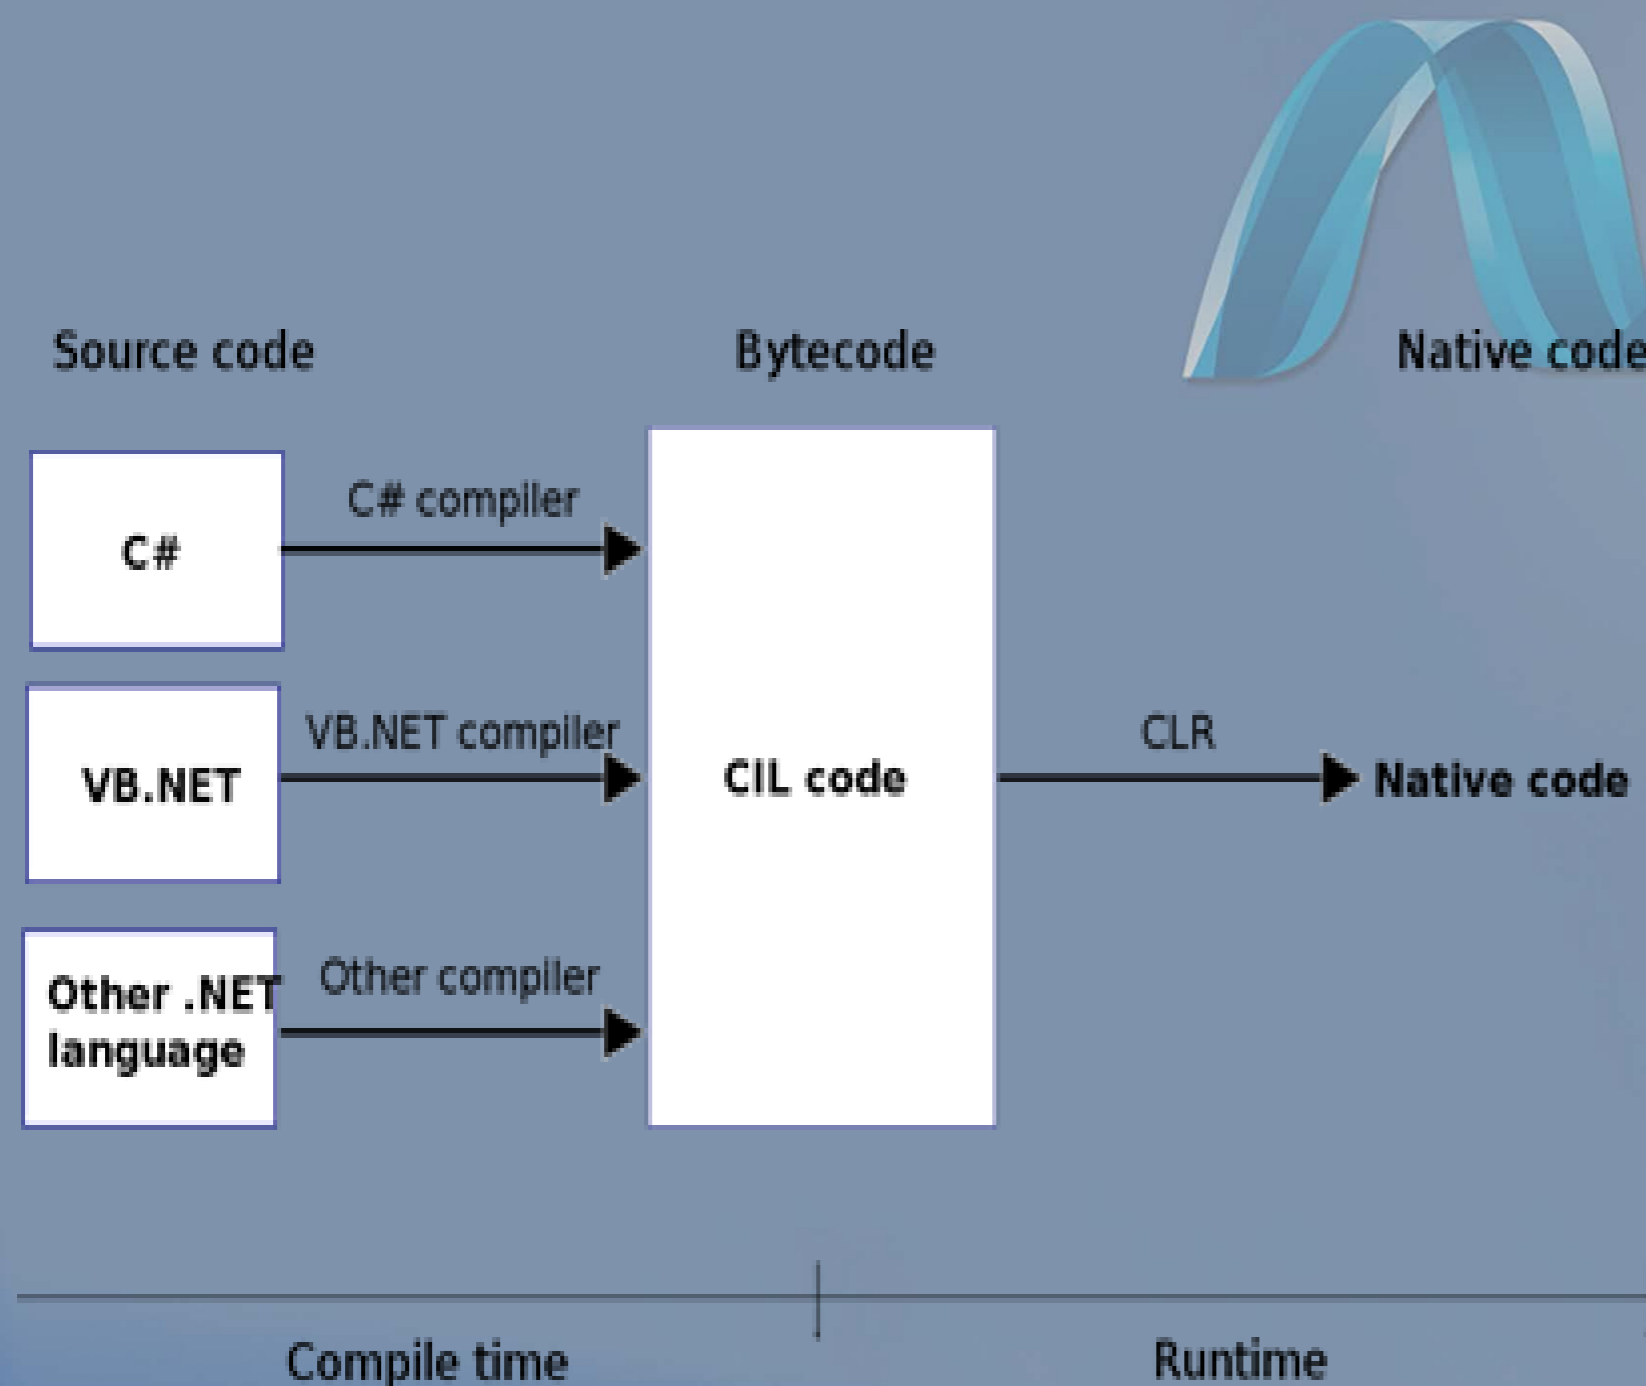 Source code
Bytecode
Native code
C#
C# compiler
VB.NET
VB.NET compiler
CIL code
CLR
Native code
Other .NET
language
Other compiler
Compile time
Runtime